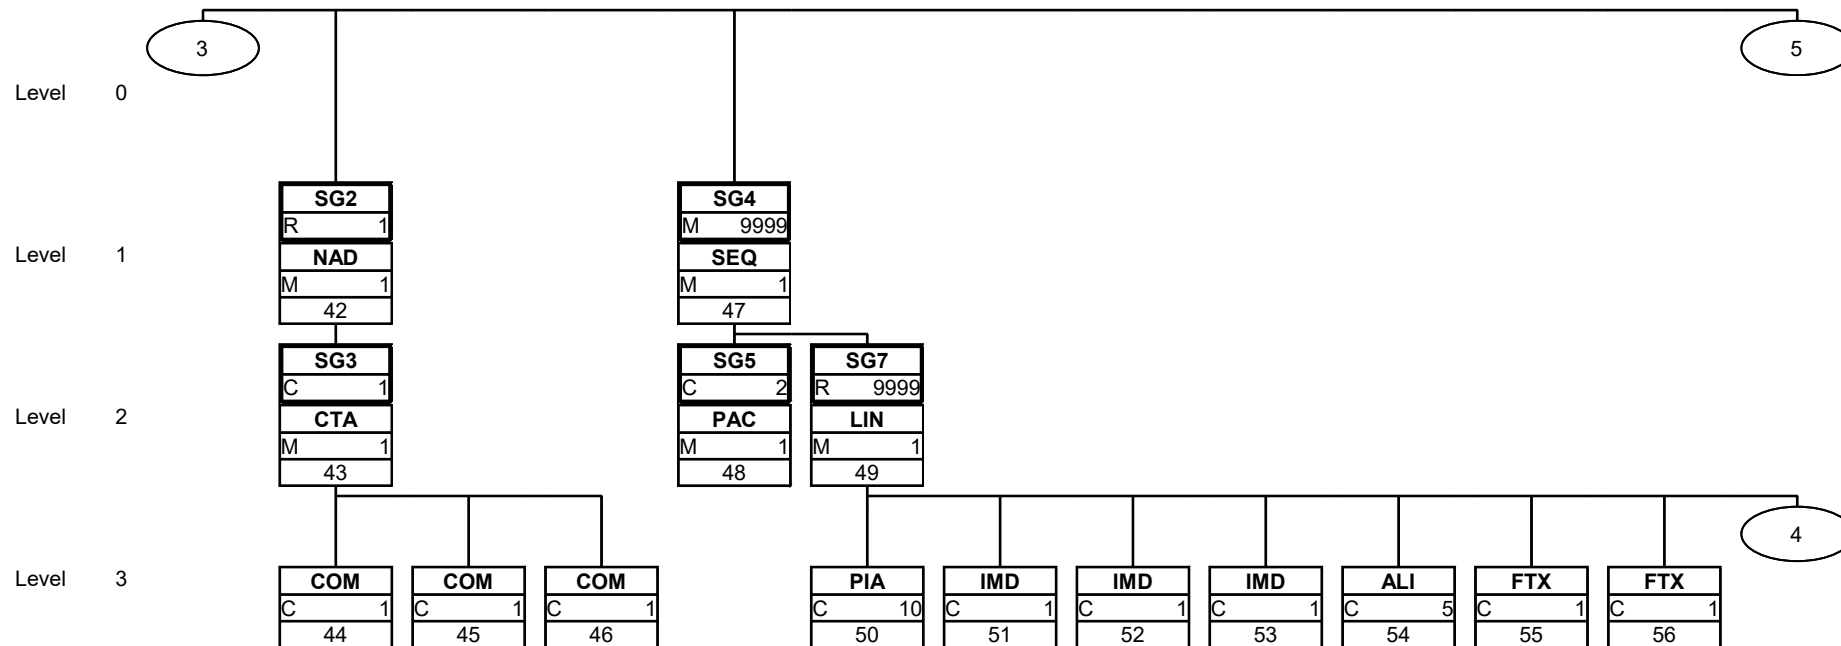 3 5
Level 0
SG2 SG4
R 1 M 9999
Level 1 NAD SEQ
M 1 M 1
42 47
SG3 SG5 SG7
C 1 C 2 R 9999
Level 2 CTA PAC LIN
M 1 M 1 M 1
43 48 49
4
Level 3 COM COM COM PIA IMD IMD IMD ALI FTX FTX
C 1 C 1 C 1 C 10 C 1 C 1 C 1 C 5 C 1 C 1
44 45 46 50 51 52 53 54 55 56